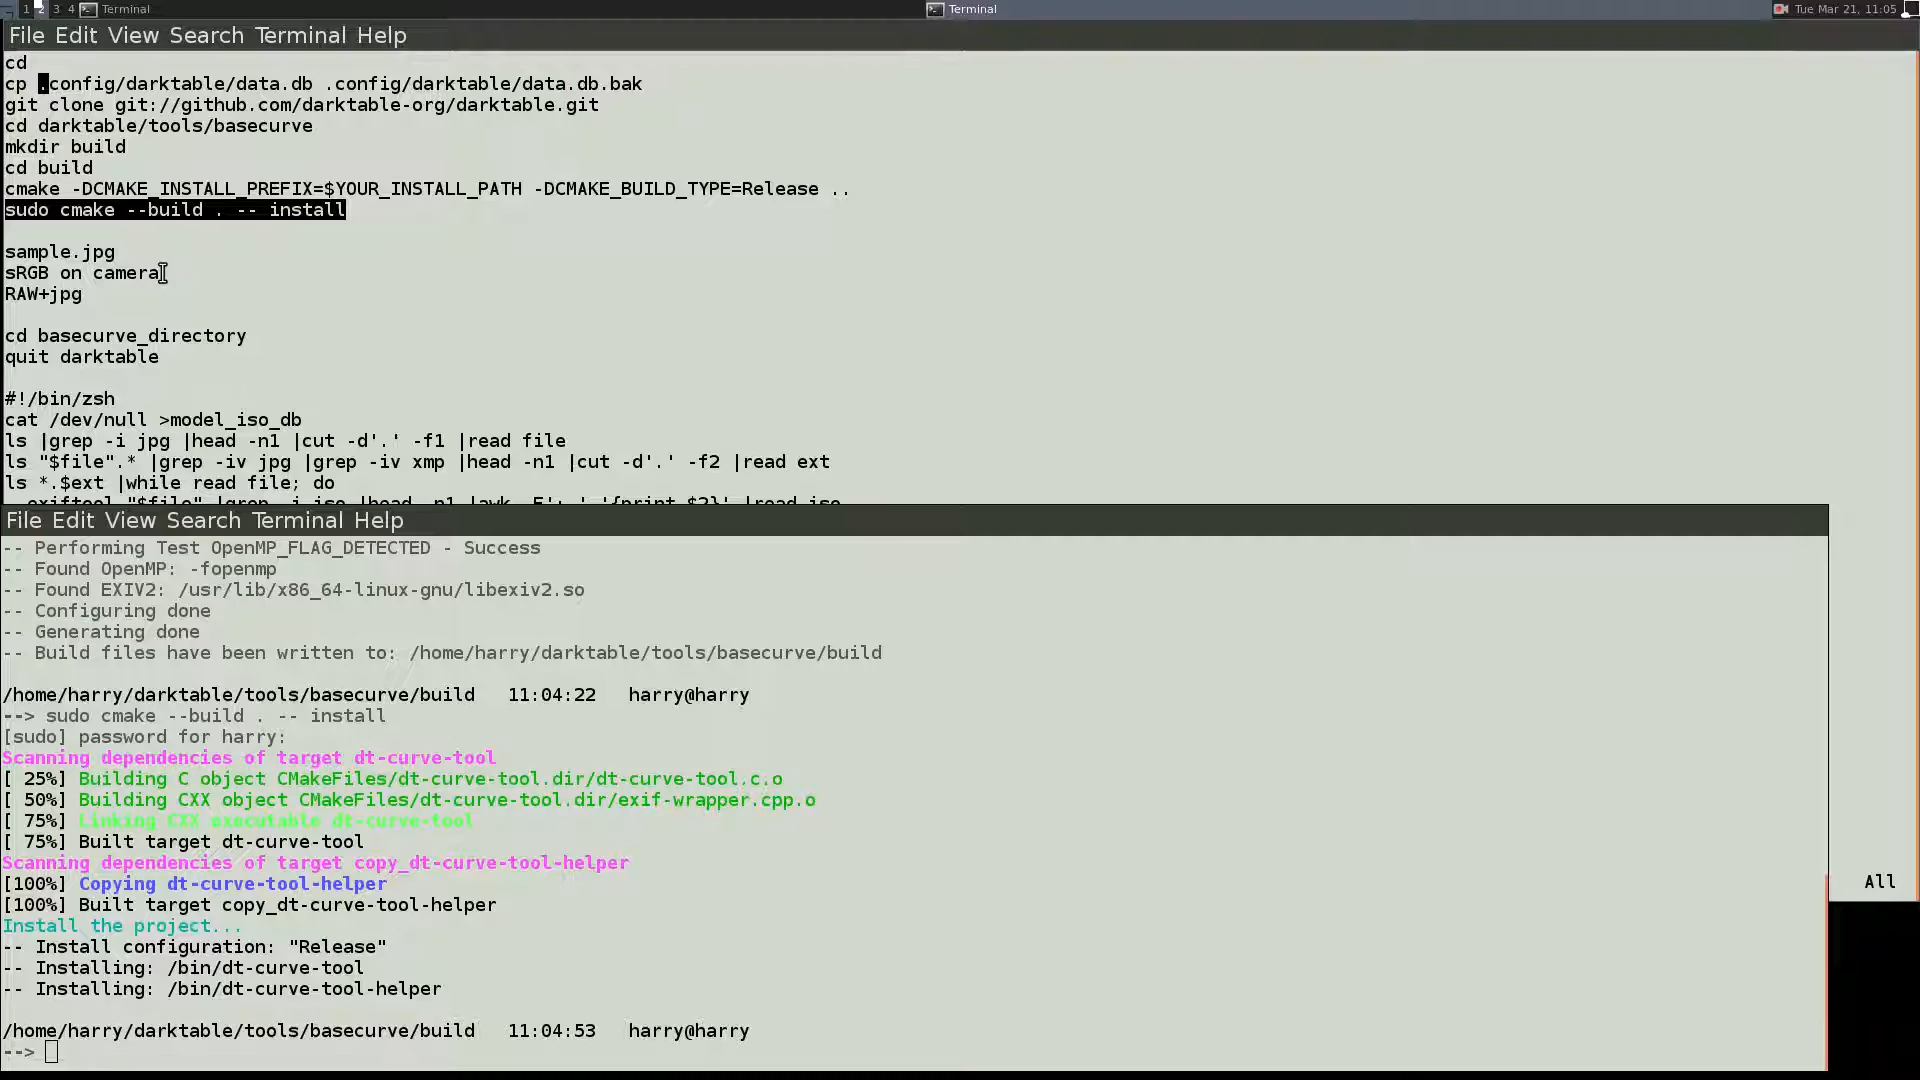 1 2 3 4 Terminal Terminal Tue Mar 21, 11:05
File Edit View Search Terminal Help
cd
cp .config/darktable/data.db .config/darktable/data.db.bak
git clone git://github.com/darktable-org/darktable.git
cd darktable/tools/basecurve
mkdir build
cd build
cmake -DCMAKE_INSTALL_PREFIX=$YOUR_INSTALL_PATH -DCMAKE_BUILD_TYPE=Release ..
sudo cmake --build . -- install
sample.jpg
sRGB on camera
RAW+jpg
cd basecurve_directory
quit darktable
#!/bin/zsh
cat /dev/null >model_iso_db
ls |grep -i jpg |head -n1 |cut -d'.' -f1 |read file
ls "$file".* |grep -iv jpg |grep -iv xmp |head -n1 |cut -d'.' -f2 |read ext
ls *.$ext |while read file; do
exiftool "$file" |grep -i iso |head -n1 |awk -F': ' '{print $2}' |read iso
All
File Edit View Search Terminal Help
-- Performing Test OpenMP_FLAG_DETECTED - Success
-- Found OpenMP: -fopenmp
-- Found EXIV2: /usr/lib/x86_64-linux-gnu/libexiv2.so
-- Configuring done
-- Generating done
-- Build files have been written to: /home/harry/darktable/tools/basecurve/build
/home/harry/darktable/tools/basecurve/build 11:04:22 harry@harry
--> sudo cmake --build . -- install
[sudo] password for harry:
Scanning dependencies of target dt-curve-tool
[ 25%] Building C object CMakeFiles/dt-curve-tool.dir/dt-curve-tool.c.o
[ 50%] Building CXX object CMakeFiles/dt-curve-tool.dir/exif-wrapper.cpp.o
[ 75%] Linking CXX executable dt-curve-tool
[ 75%] Built target dt-curve-tool
Scanning dependencies of target copy_dt-curve-tool-helper
[100%] Copying dt-curve-tool-helper
[100%] Built target copy_dt-curve-tool-helper
Install the project...
-- Install configuration: "Release"
-- Installing: /bin/dt-curve-tool
-- Installing: /bin/dt-curve-tool-helper
/home/harry/darktable/tools/basecurve/build 11:04:53 harry@harry
-->